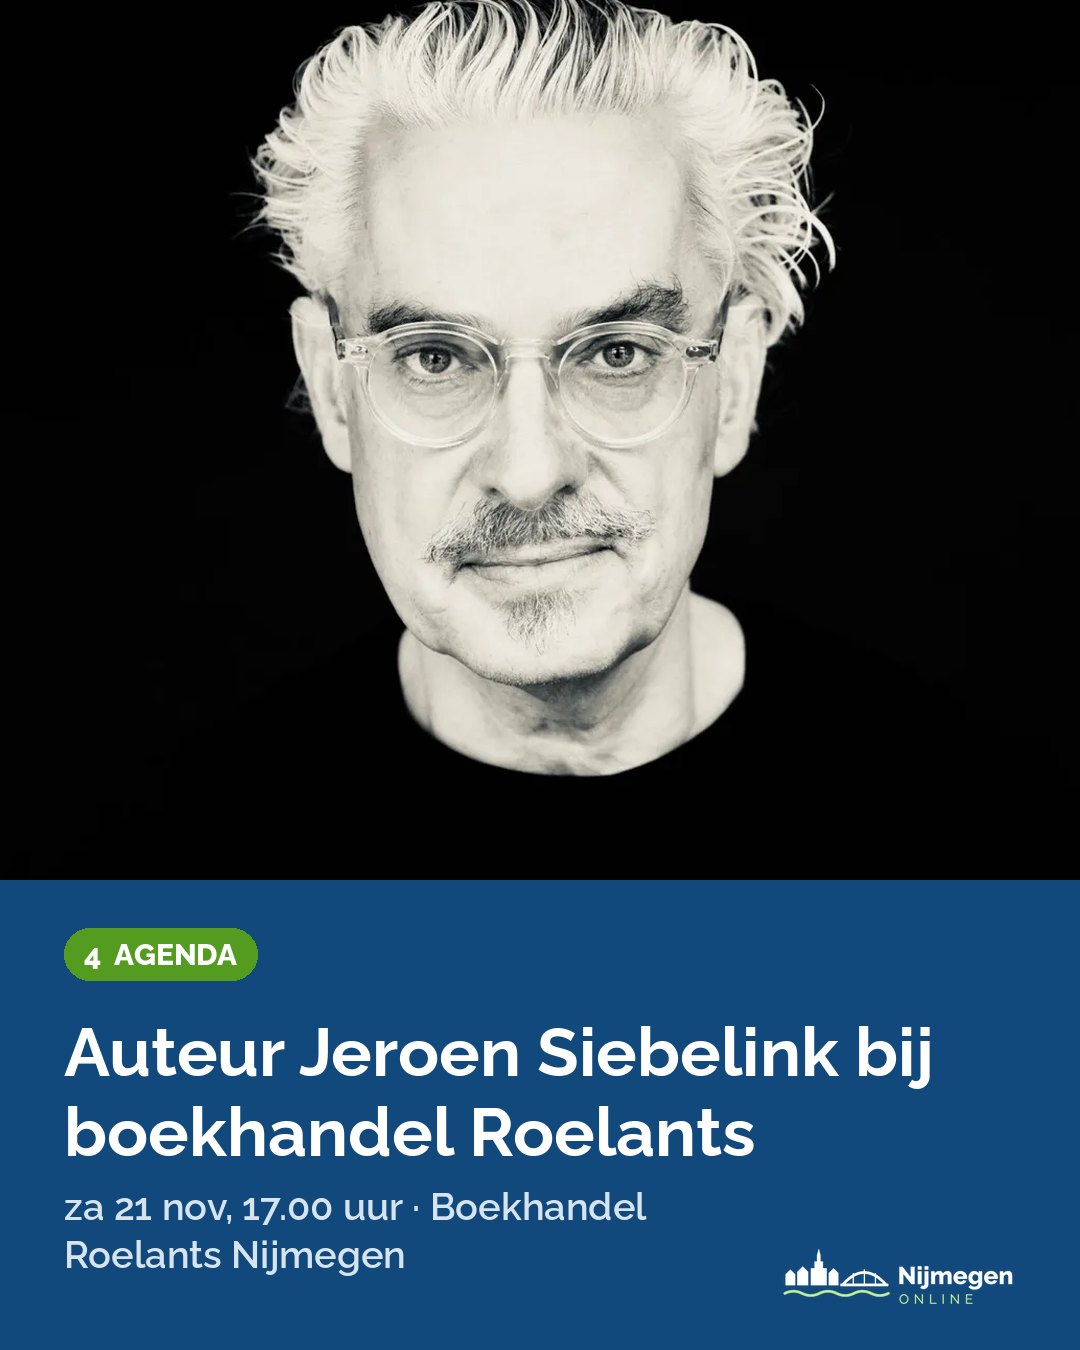 4 AGENDA
Auteur Jeroen Siebelink bij
boekhandel Roelants
za 21 nov, 17.00 uur · Boekhandel
Roelants Nijmegen
Nijmegen
ONLINE